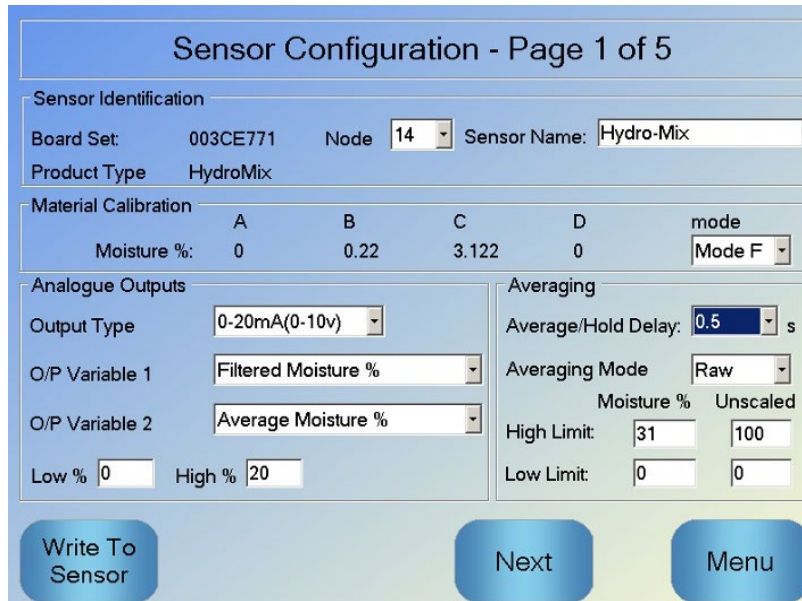 Sensor Configuration - Page 1 of 5
Sensor Identification
Board Set: 003CE771 Node 14 Sensor Name: Hydro-Mix
Product Type HydroMix
Material Calibration
A B C D mode
Moisture %: 0 0.22 3.122 0 Mode F
Analogue Outputs
Output Type 0-20mA(0-10v)
O/P Variable 1 Filtered Moisture %
O/P Variable 2 Average Moisture %
Low % 0 High % 20
Averaging
Average/Hold Delay: 0.5 s
Averaging Mode Raw
Moisture % Unscaled
High Limit: 31 100
Low Limit: 0 0
Write To
Sensor
Next
Menu